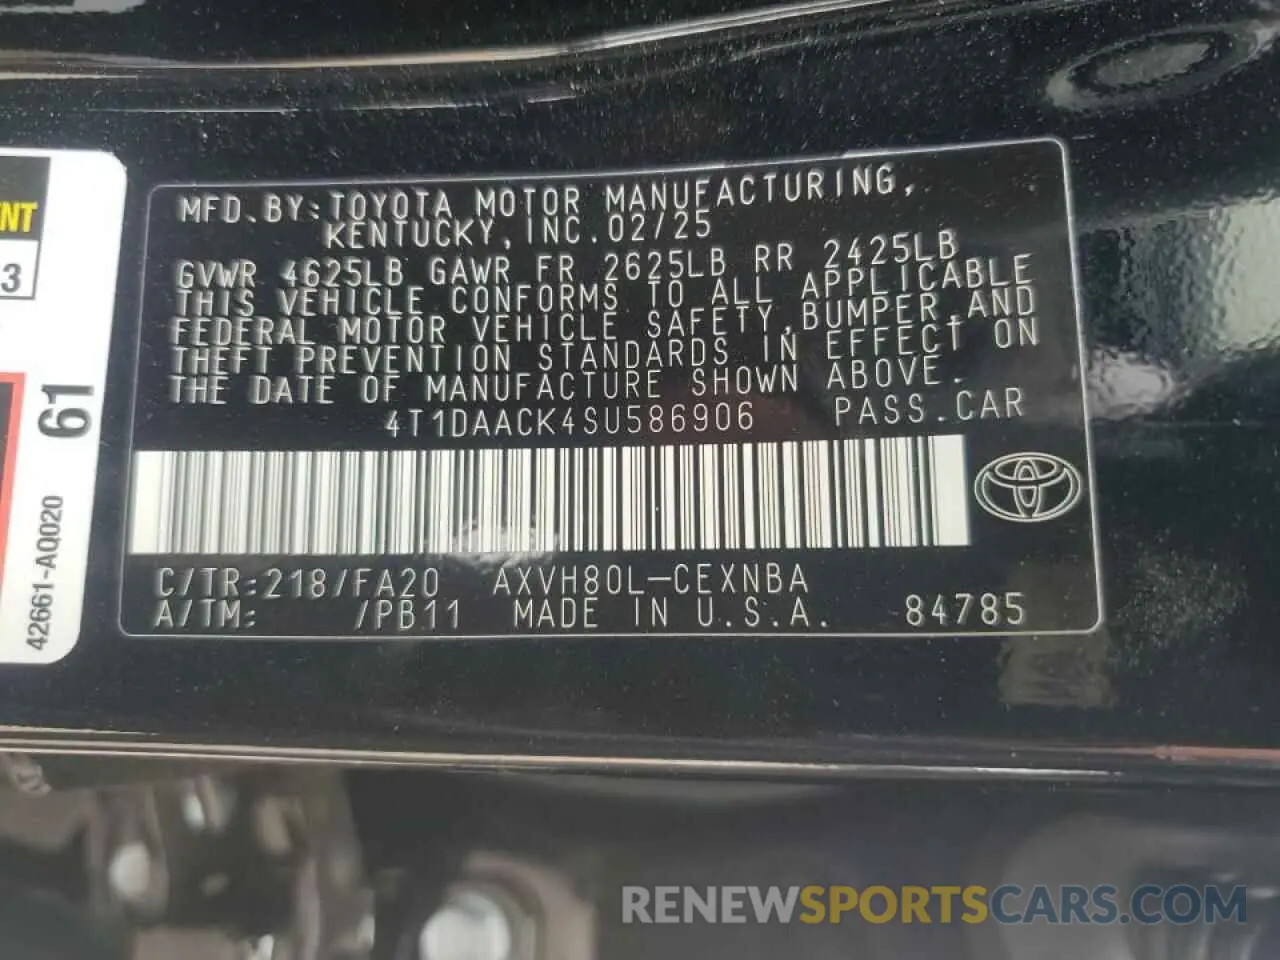 MFD.BY:TOYOTA MOTOR MANUFACTURING,
KENTUCKY, INC.02/25
GVWR 4625LB GAWR FR 2625LB RR 2425LB
THIS VEHICLE CONFORMS TO ALL APPLICABLE
FEDERAL MOTOR VEHICLE SAFETY,BUMPER,AND
THEFT PREVENTION STANDARDS IN EFFECT ON
THE DATE OF MANUFACTURE SHOWN ABOVE.
4T1DAACK4SU586906 PASS.CAR
C/TR:218/FA20 AXVH80L-CEXNBA
A/TM: /PB11 MADE IN U.S.A. 84785
61
42661-AQ020
RENEWSPORTSCARS.COM